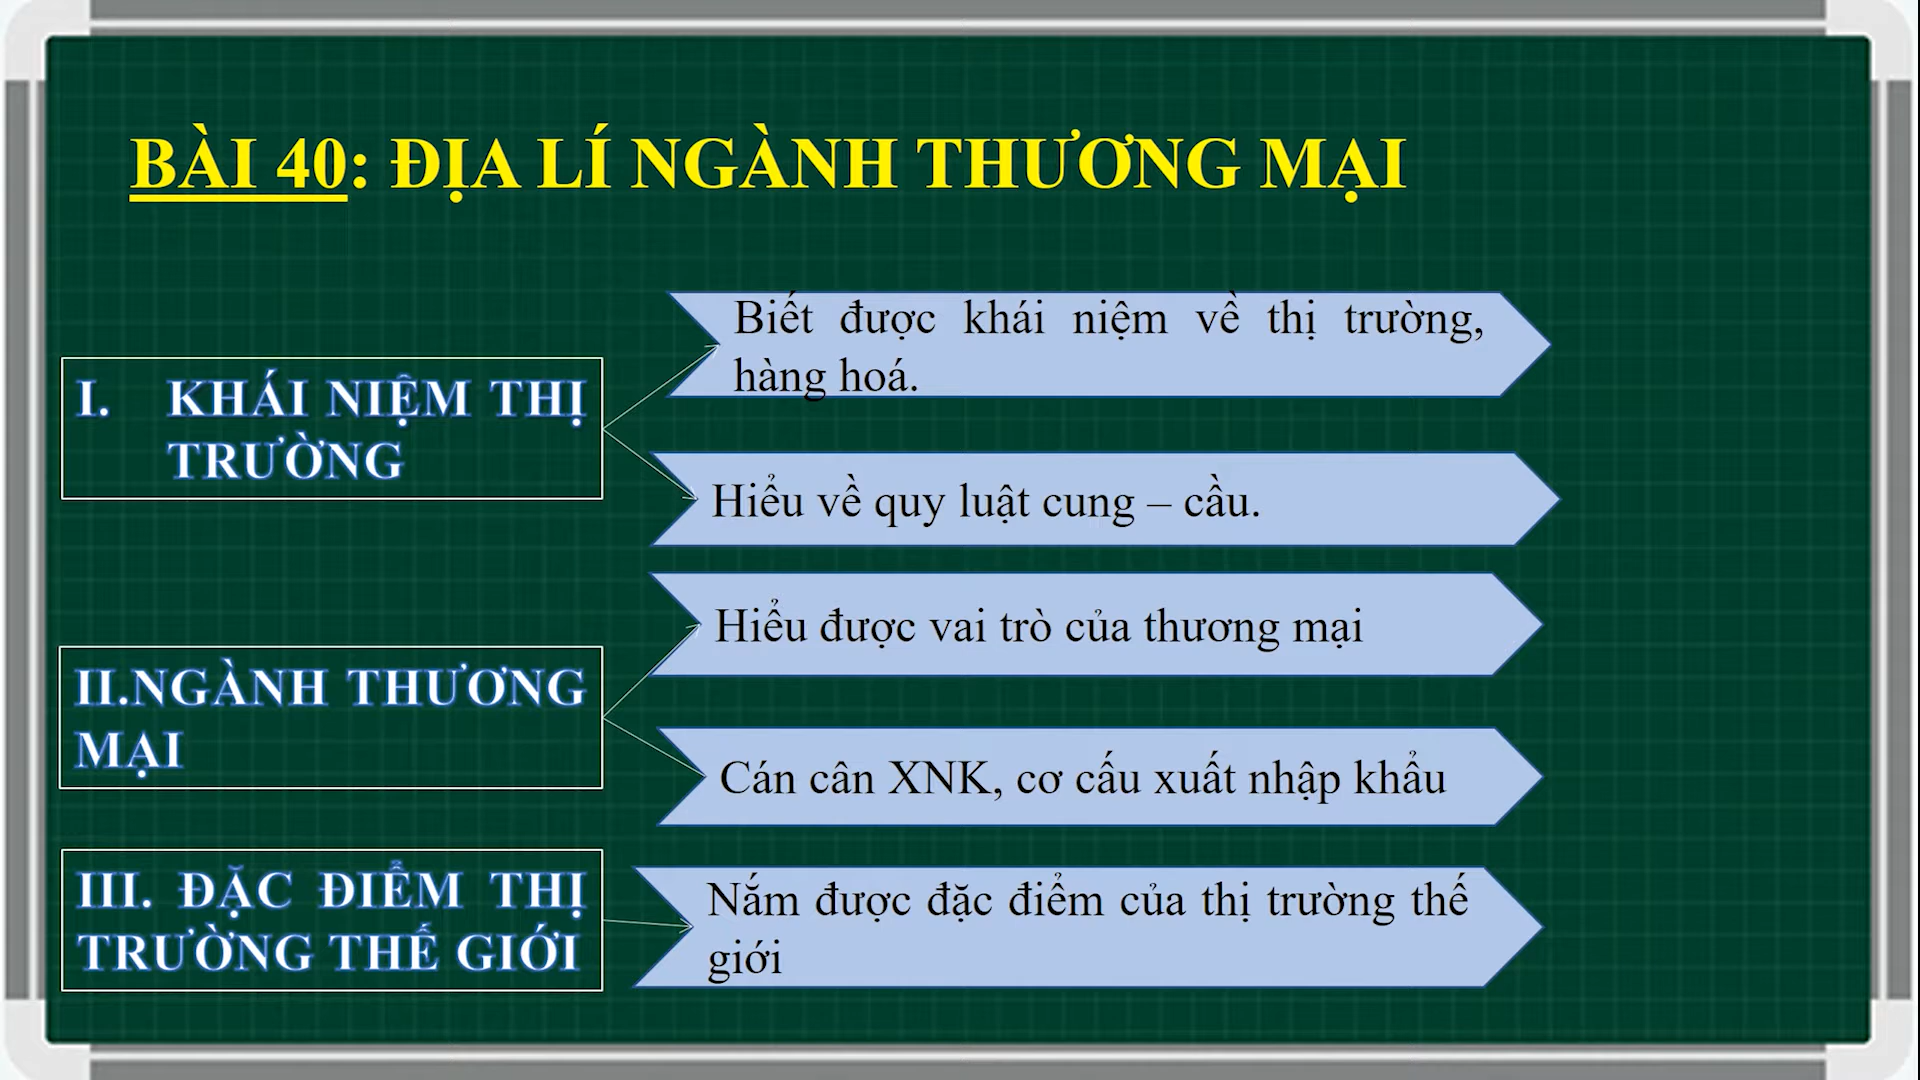 BÀI 40: ĐỊA LÍ NGÀNH THƯƠNG MẠI
I. KHÁI NIỆM THỊ
TRƯỜNG
Biết được khái niệm về thị trường,
hàng hoá.
Hiểu về quy luật cung – cầu.
II.NGÀNH THƯƠNG
MẠI
Hiểu được vai trò của thương mại
Cán cân XNK, cơ cấu xuất nhập khẩu
III. ĐẶC ĐIỂM THỊ
TRƯỜNG THẾ GIỚI
Nắm được đặc điểm của thị trường thế
giới